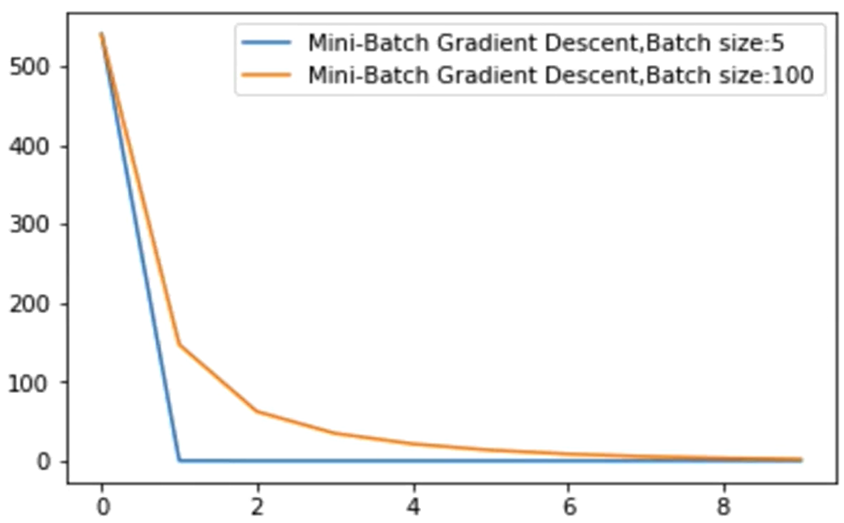 Mini-Batch Gradient Descent,Batch size:5
Mini-Batch Gradient Descent,Batch size:100
500
400
300
200
100
0
0 2 4 6 8